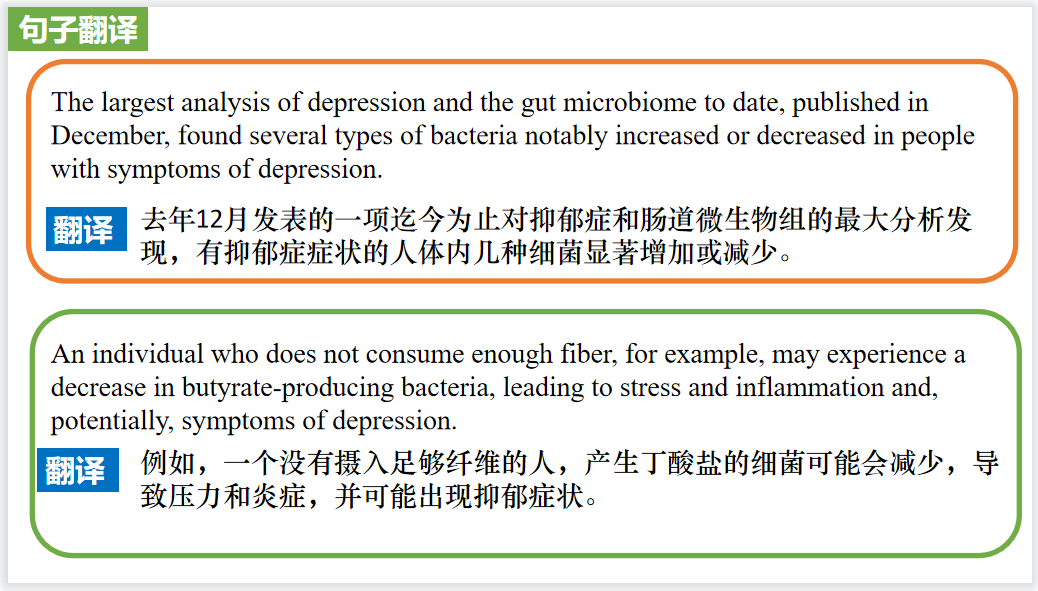 句子翻译
The largest analysis of depression and the gut microbiome to date, published in
December, found several types of bacteria notably increased or decreased in people
with symptoms of depression.
翻译
去年12月发表的一项迄今为止对抑郁症和肠道微生物组的最大分析发
现，有抑郁症症状的人体内几种细菌显著增加或减少。
An individual who does not consume enough fiber, for example, may experience a
decrease in butyrate-producing bacteria, leading to stress and inflammation and,
potentially, symptoms of depression.
翻译
例如，一个没有摄入足够纤维的人，产生丁酸盐的细菌可能会减少，导
致压力和炎症，并可能出现抑郁症状。